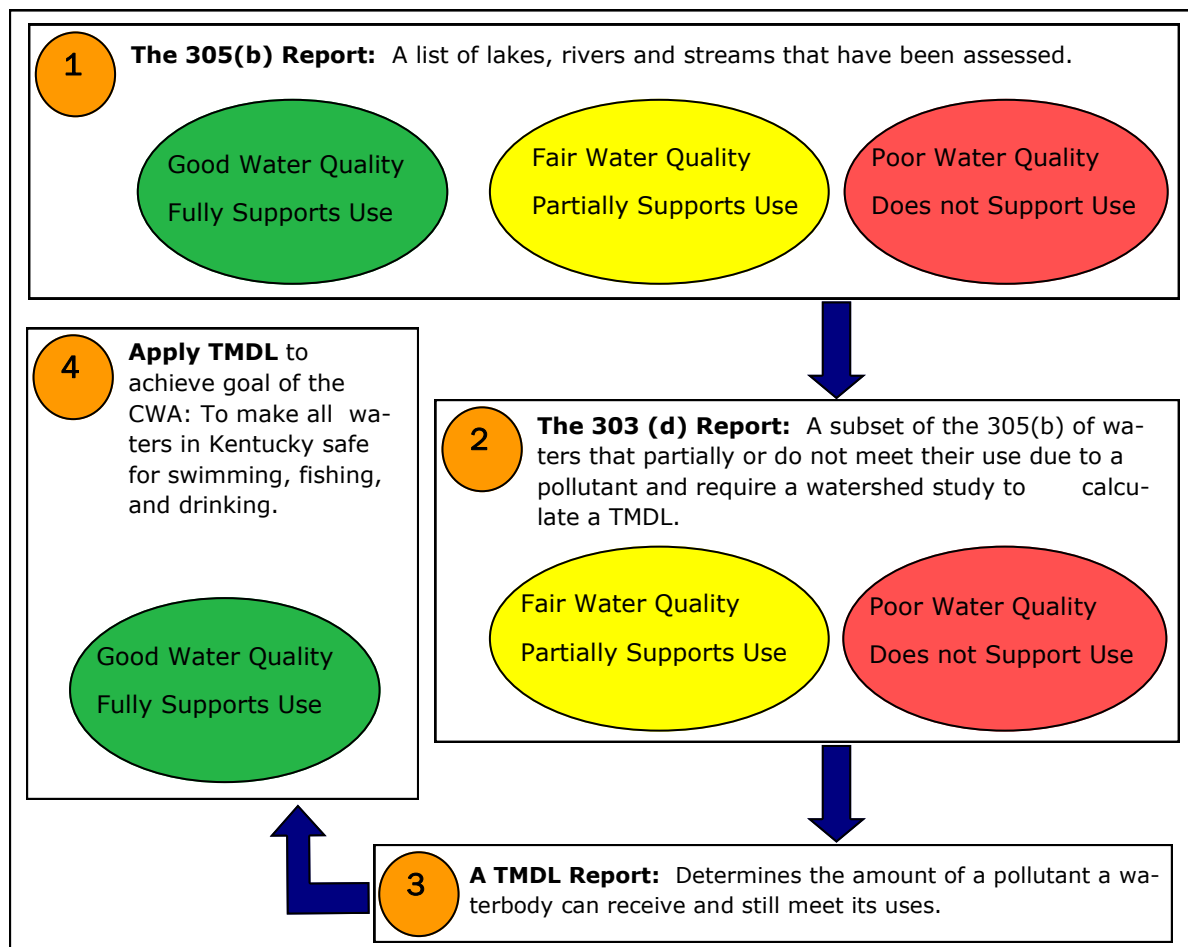 1
The 305(b) Report: A list of lakes, rivers and streams that have been assessed.
Good Water Quality
Fully Supports Use
Fair Water Quality
Partially Supports Use
Poor Water Quality
Does not Support Use
2
The 303 (d) Report: A subset of the 305(b) of wa-
ters that partially or do not meet their use due to a
pollutant and require a watershed study to calcu-
late a TMDL.
Fair Water Quality
Partially Supports Use
Poor Water Quality
Does not Support Use
3
A TMDL Report: Determines the amount of a pollutant a wa-
terbody can receive and still meet its uses.
4
Apply TMDL to
achieve goal of the
CWA: To make all wa-
ters in Kentucky safe
for swimming, fishing,
and drinking.
Good Water Quality
Fully Supports Use